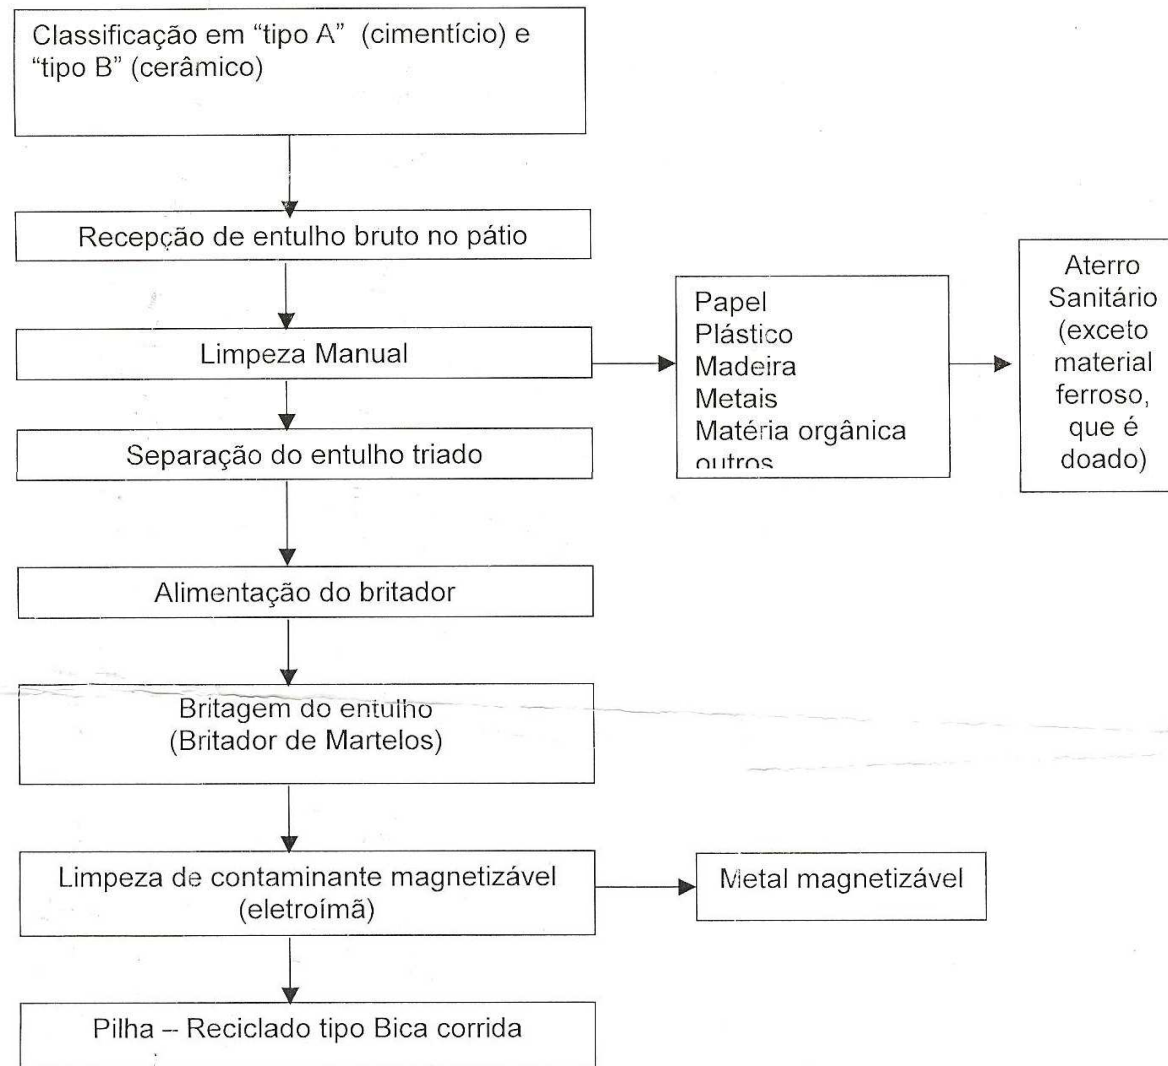 Classificação em “tipo A” (cimentício) e
“tipo B” (cerâmico)
Recepção de entulho bruto no pátio
Limpeza Manual
Papel
Plástico
Madeira
Metais
Matéria orgânica
outros
Aterro
Sanitário
(exceto
material
ferroso,
que é
doado)
Separação do entulho triado
Alimentação do britador
Britagem do entulho
(Britador de Martelos)
Limpeza de contaminante magnetizável
(eletroímã)
Metal magnetizável
Pilha – Reciclado tipo Bica corrida